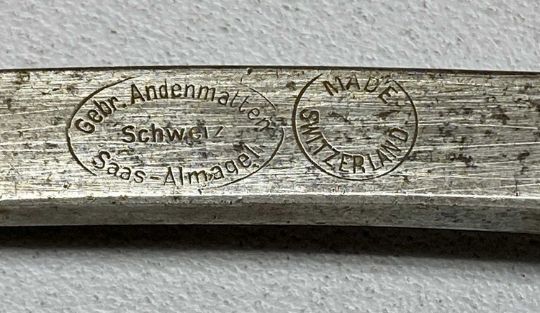 Gebr. Andenmatten
Schweiz
Saas-Almagell
MADE
SWITZERLAND